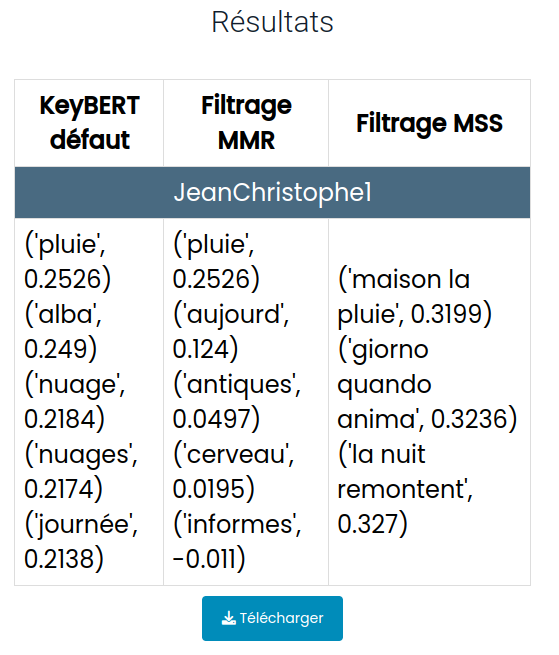 Résultats
KeyBERT
défaut
Filtrage
MMR
Filtrage MSS
JeanChristophe1
('pluie',
0.2526)
('alba',
0.249)
('nuage',
0.2184)
('nuages',
0.2174)
('journée',
0.2138)
('pluie',
0.2526)
('aujourd',
0.124)
('antiques',
0.0497)
('cerveau',
0.0195)
('informes',
-0.011)
('maison la
pluie', 0.3199)
('giorno
quando
anima', 0.3236)
('la nuit
remontent',
0.327)
Télécharger